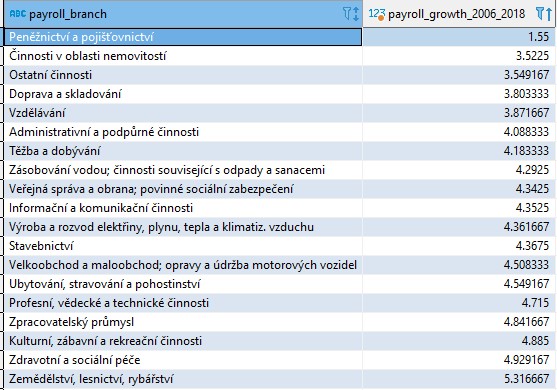 ABC payroll_branch 123 payroll_growth_2006_2018
Peněžnictví a pojišťovnictví 1.55
Činnosti v oblasti nemovitostí 3.5225
Ostatní činnosti 3.549167
Doprava a skladování 3.803333
Vzdělávání 3.871667
Administrativní a podpůrné činnosti 4.088333
Těžba a dobývání 4.183333
Zásobování vodou; činnosti související s odpady a sanacemi 4.2925
Veřejná správa a obrana; povinné sociální zabezpečení 4.3425
Informační a komunikační činnosti 4.3525
Výroba a rozvod elektřiny, plynu, tepla a klimatiz. vzduchu 4.361667
Stavebnictví 4.3675
Velkoobchod a maloobchod; opravy a údržba motorových vozidel 4.508333
Ubytování, stravování a pohostinství 4.549167
Profesní, vědecké a technické činnosti 4.715
Zpracovatelský průmysl 4.841667
Kulturní, zábavní a rekreační činnosti 4.885
Zdravotní a sociální péče 4.929167
Zemědělství, lesnictví, rybářství 5.316667